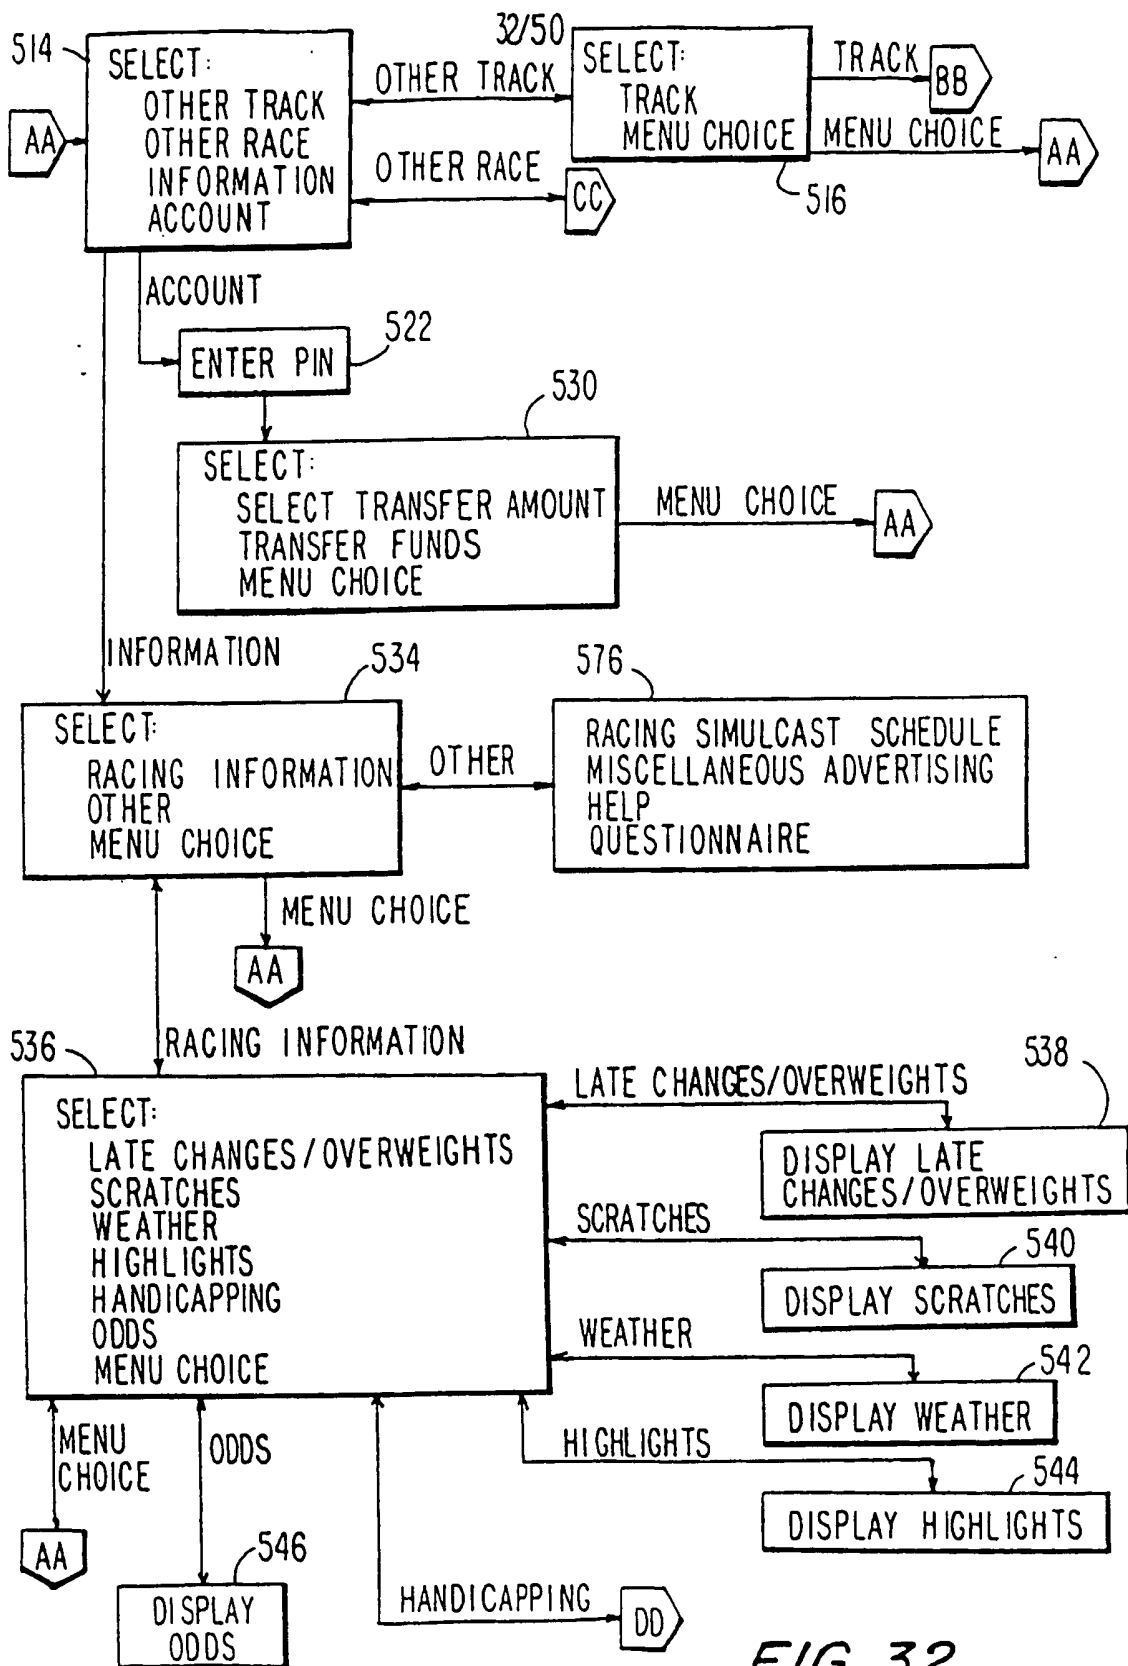 514
SELECT:
OTHER TRACK
OTHER RACE
INFORMATION
ACCOUNT
AA
OTHER TRACK
OTHER RACE
CC
32/50
SELECT:
TRACK
MENU CHOICE
516
TRACK
BB
MENU CHOICE
AA
ACCOUNT
ENTER PIN
522
530
SELECT:
SELECT TRANSFER AMOUNT
TRANSFER FUNDS
MENU CHOICE
MENU CHOICE
AA
INFORMATION
534
SELECT:
RACING INFORMATION
OTHER
MENU CHOICE
OTHER
576
RACING SIMULCAST SCHEDULE
MISCELLANEOUS ADVERTISING
HELP
QUESTIONNAIRE
MENU CHOICE
AA
RACING INFORMATION
536
SELECT:
LATE CHANGES/OVERWEIGHTS
SCRATCHES
WEATHER
HIGHLIGHTS
HANDICAPPING
ODDS
MENU CHOICE
LATE CHANGES/OVERWEIGHTS
538
DISPLAY LATE
CHANGES/OVERWEIGHTS
SCRATCHES
540
DISPLAY SCRATCHES
WEATHER
542
DISPLAY WEATHER
HIGHLIGHTS
544
DISPLAY HIGHLIGHTS
MENU
CHOICE
AA
ODDS
546
DISPLAY
ODDS
HANDICAPPING
DD
FIG. 32